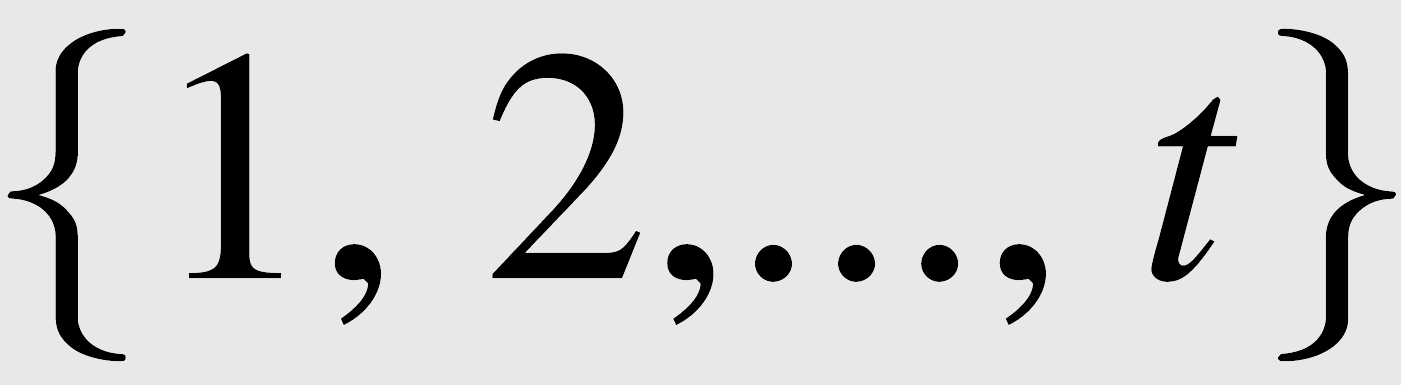 {1, 2,..., t}